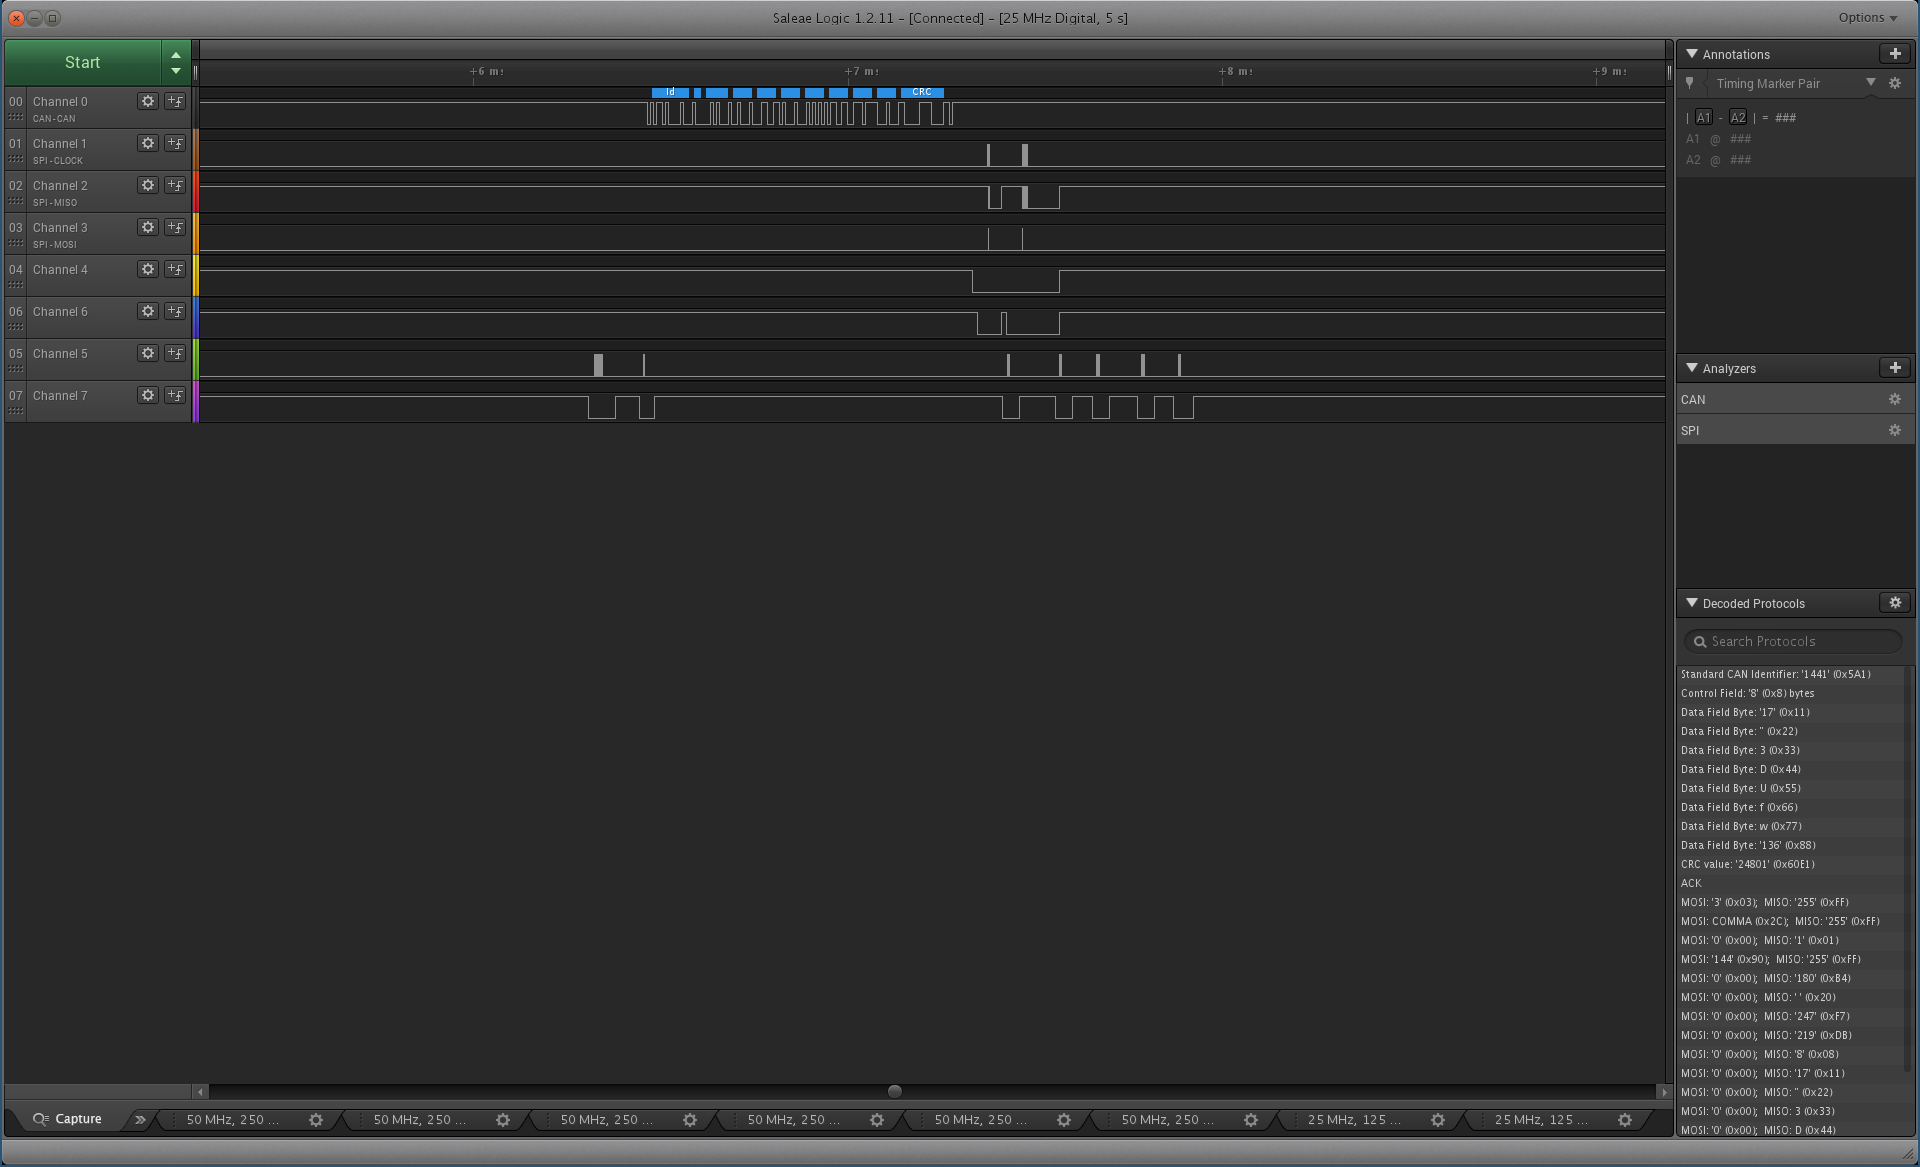 Saleae Logic 1.2.11 - [Connected] - [25 MHz Digital, 5 s]
Options
Start
+6 m
+7 m
+8 m
+9 m
00 Channel 0
CAN - CAN
Id
CRC
01 Channel 1
SPI - CLOCK
02 Channel 2
SPI - MISO
03 Channel 3
SPI - MOSI
04 Channel 4
06 Channel 6
05 Channel 5
07 Channel 7
Annotations
Timing Marker Pair
| A1 - A2 | = ###
A1 @ ###
A2 @ ###
Analyzers
CAN
SPI
Decoded Protocols
Search Protocols
Standard CAN Identifier: '1441' (0x5A1)
Control Field: '8' (0x8) bytes
Data Field Byte: '17' (0x11)
Data Field Byte: " (0x22)
Data Field Byte: 3 (0x33)
Data Field Byte: D (0x44)
Data Field Byte: U (0x55)
Data Field Byte: f (0x66)
Data Field Byte: w (0x77)
Data Field Byte: '136' (0x88)
CRC value: '24801' (0x60E1)
ACK
MOSI: '3' (0x03);  MISO: '255' (0xFF)
MOSI: COMMA (0x2C);  MISO: '255' (0xFF)
MOSI: '0' (0x00);  MISO: '1' (0x01)
MOSI: '144' (0x90);  MISO: '255' (0xFF)
MOSI: '0' (0x00);  MISO: '180' (0xB4)
MOSI: '0' (0x00);  MISO: ' ' (0x20)
MOSI: '0' (0x00);  MISO: '247' (0xF7)
MOSI: '0' (0x00);  MISO: '219' (0xDB)
MOSI: '0' (0x00);  MISO: '8' (0x08)
MOSI: '0' (0x00);  MISO: '17' (0x11)
MOSI: '0' (0x00);  MISO: " (0x22)
MOSI: '0' (0x00);  MISO: 3 (0x33)
MOSI: '0' (0x00);  MISO: D (0x44)
Capture
50 MHz, 250 ...
50 MHz, 250 ...
50 MHz, 250 ...
50 MHz, 250 ...
50 MHz, 250 ...
50 MHz, 250 ...
25 MHz, 125 ...
25 MHz, 125 ...